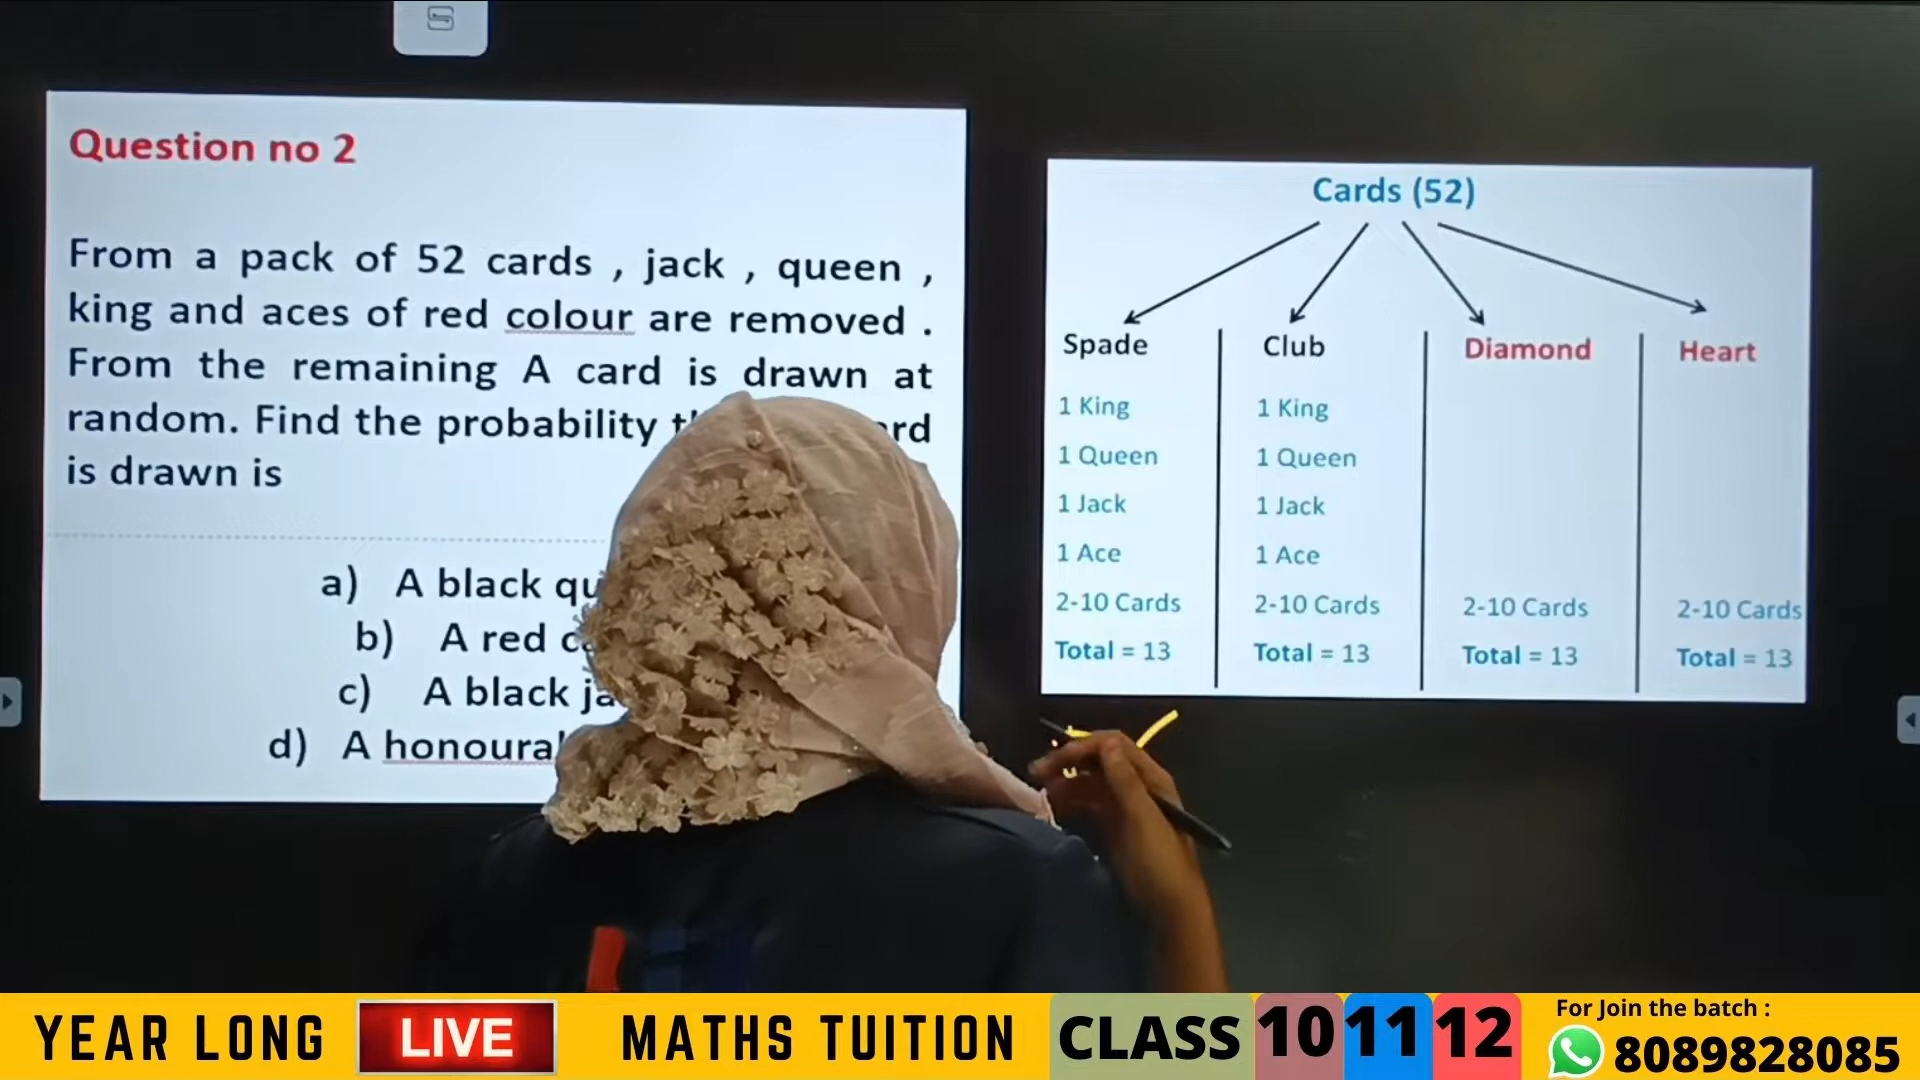 Question no 2
From a pack of 52 cards , jack , queen ,
king and aces of red colour are removed .
From the remaining A card is drawn at
random. Find the probability
is drawn is
a) A black
b) A red
c) A black
d) A
Cards (52)
Spade Club Diamond Heart
1 King 1 King
1 Queen 1 Queen
1 Jack 1 Jack
1 Ace 1 Ace
2-10 Cards 2-10 Cards 2-10 Cards 2-10 Cards
Total = 13 Total = 13 Total = 13 Total = 13
YEAR LONG LIVE MATHS TUITION CLASS 10 11 12
For Join the batch :
8089828085